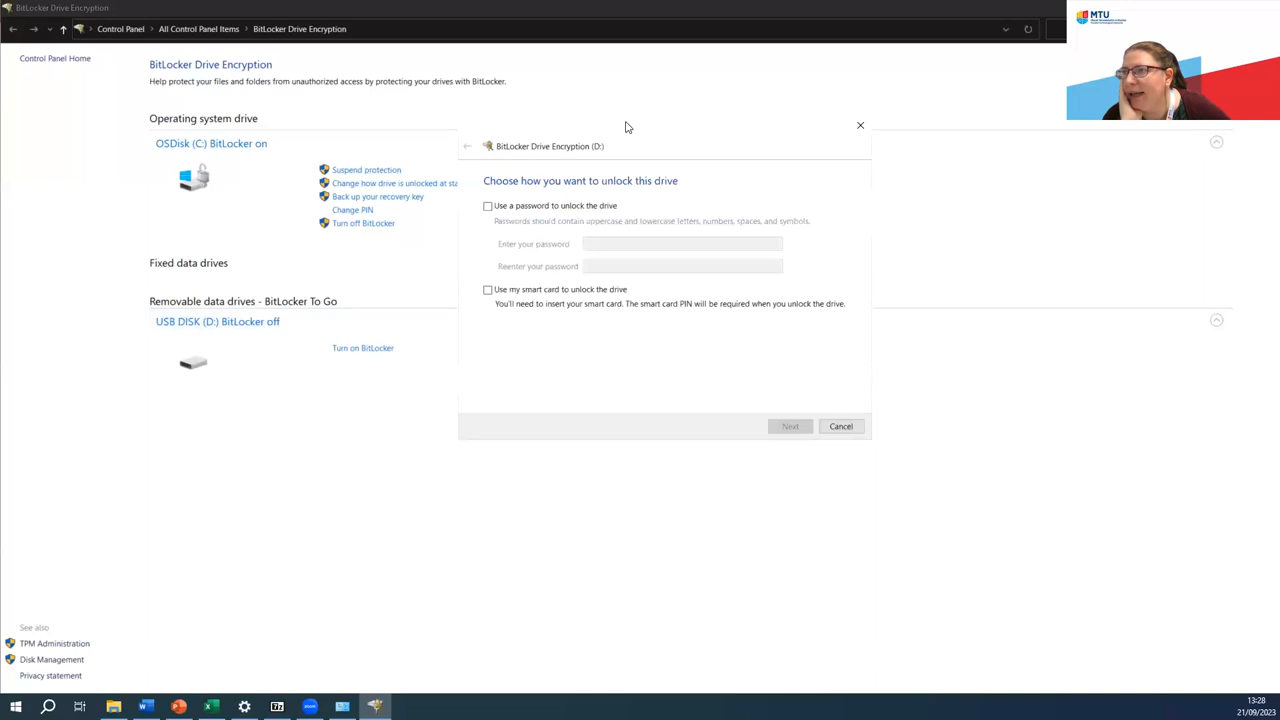 BitLocker Drive Encryption
Control Panel
All Control Panel Items
BitLocker Drive Encryption
MTU
Control Panel Home
BitLocker Drive Encryption
Help protect your files and folders from unauthorized access by protecting your drives with BitLocker.
Operating system drive
OSDisk (C:) BitLocker on
Suspend protection
Change how drive is unlocked at sta
Back up your recovery key
Change PIN
Turn off BitLocker
Fixed data drives
Removable data drives - BitLocker To Go
USB DISK (D:) BitLocker off
Turn on BitLocker
BitLocker Drive Encryption (D:)
Choose how you want to unlock this drive
Use a password to unlock the drive
Passwords should contain uppercase and lowercase letters, numbers, spaces, and symbols.
Enter your password
Reenter your password
Use my smart card to unlock the drive
You'll need to insert your smart card. The smart card PIN will be required when you unlock the drive.
Next
Cancel
See also
TPM Administration
Disk Management
Privacy statement
13:28
21/09/2023